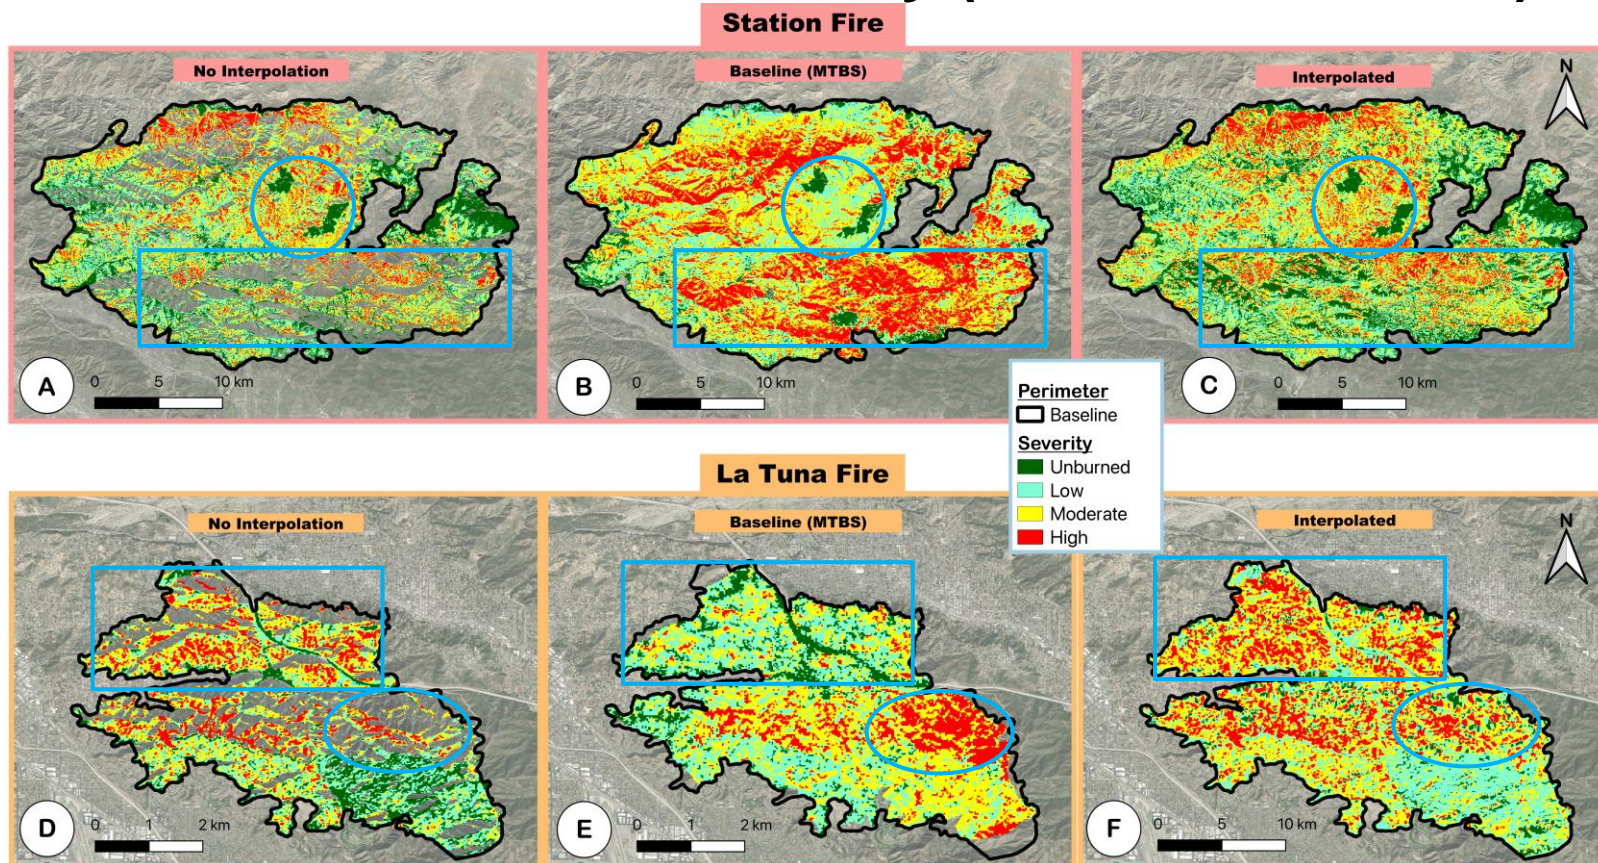 Station Fire
No Interpolation
Baseline (MTBS)
Interpolated
N
A
0 5 10 km
B
0 5 10 km
C
0 5 10 km
Perimeter
Baseline
Severity
Unburned
Low
Moderate
High
La Tuna Fire
No Interpolation
Baseline (MTBS)
Interpolated
N
D
0 1 2 km
E
0 1 2 km
F
0 5 10 km